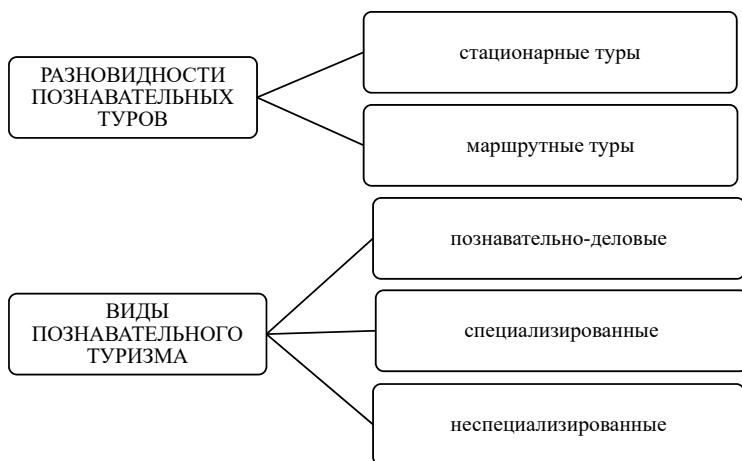 РАЗНОВИДНОСТИ
ПОЗНАВАТЕЛЬНЫХ
ТУРОВ
стационарные туры
маршрутные туры
ВИДЫ
ПОЗНАВАТЕЛЬНОГО
ТУРИЗМА
познавательно-деловые
специализированные
неспециализированные